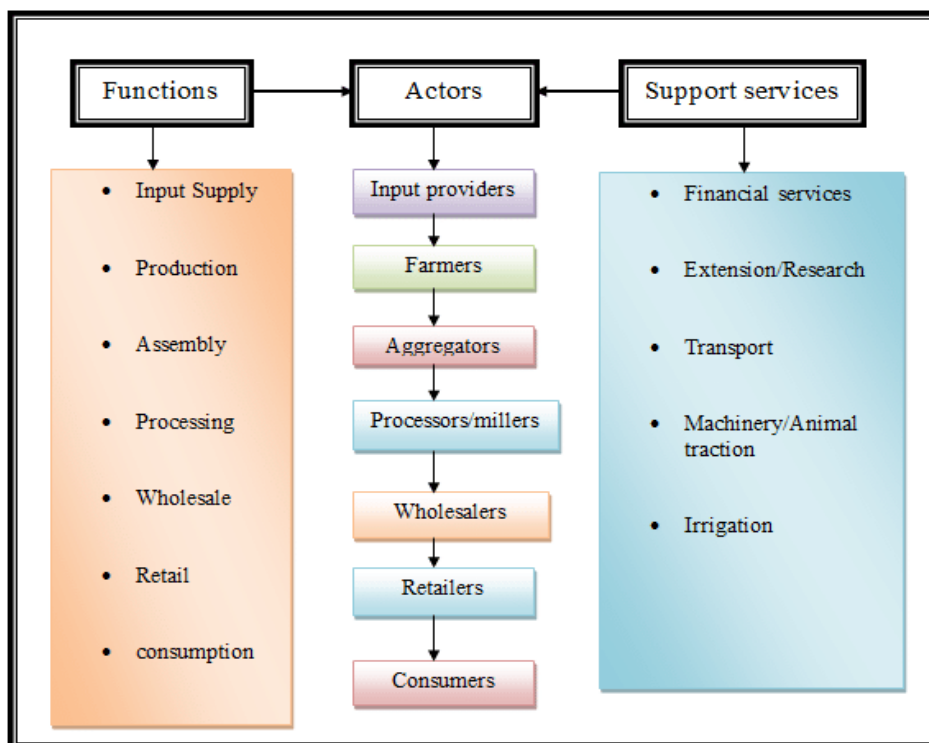 Functions
Actors
Support services
• Input Supply
• Production
• Assembly
• Processing
• Wholesale
• Retail
• consumption
Input providers
Farmers
Aggregators
Processors/millers
Wholesalers
Retailers
Consumers
• Financial services
• Extension/Research
• Transport
• Machinery/Animal
traction
• Irrigation